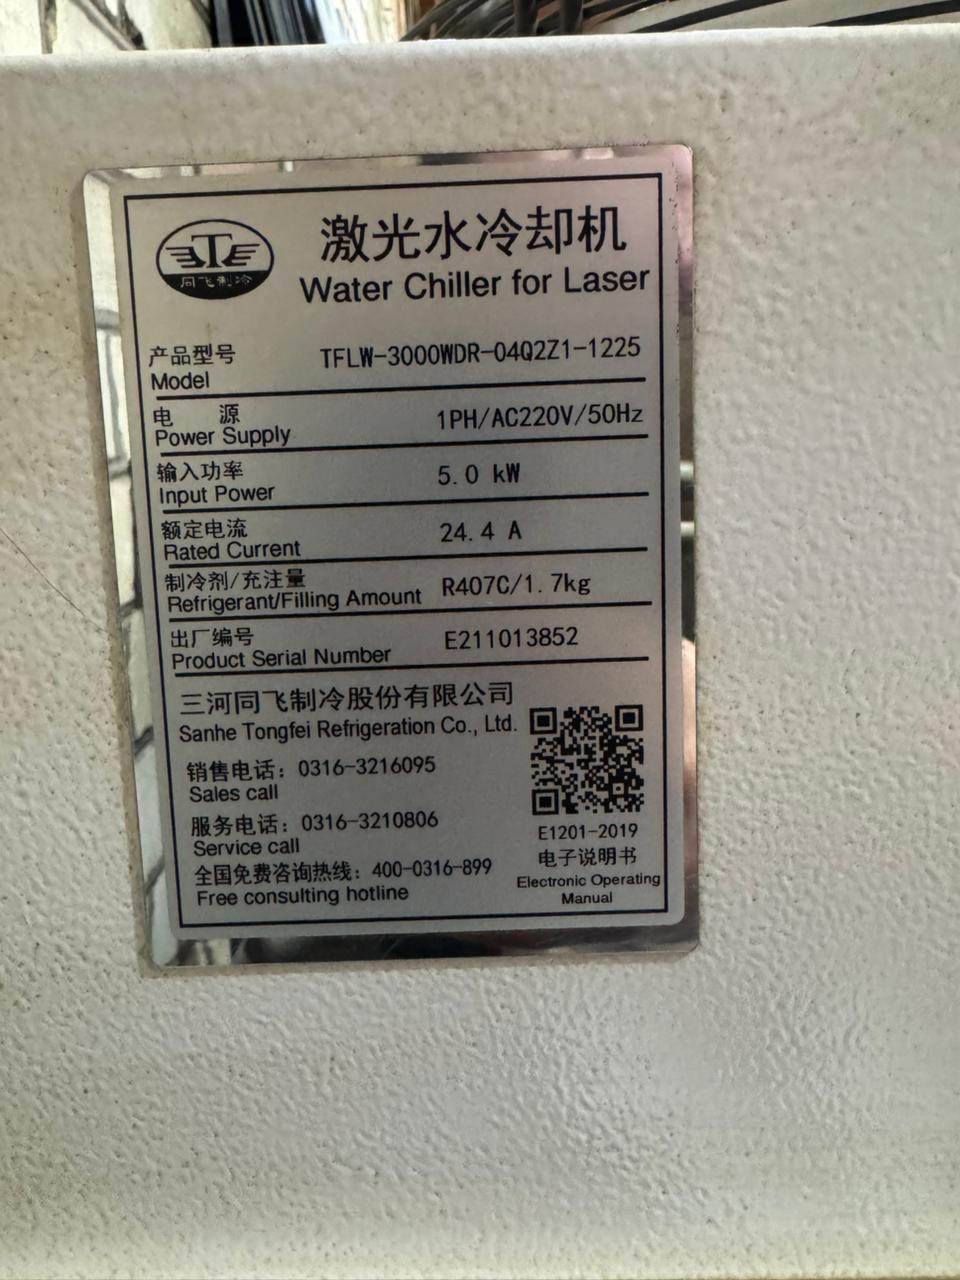 同飞制冷
激光水冷却机
Water Chiller for Laser
产品型号
Model
TFLW-3000WDR-04Q2Z1-1225
电 源
Power Supply
1PH/AC220V/50Hz
输入功率
Input Power
5.0 kW
额定电流
Rated Current
24.4 A
制冷剂/充注量
Refrigerant/Filling Amount
R407C/1.7kg
出厂编号
Product Serial Number
E211013852
三河同飞制冷股份有限公司
Sanhe Tongfei Refrigeration Co., Ltd.
销售电话：0316-3216095
Sales call
服务电话：0316-3210806
Service call
全国免费咨询热线：400-0316-899
Free consulting hotline
E1201-2019
电子说明书
Electronic Operating
Manual